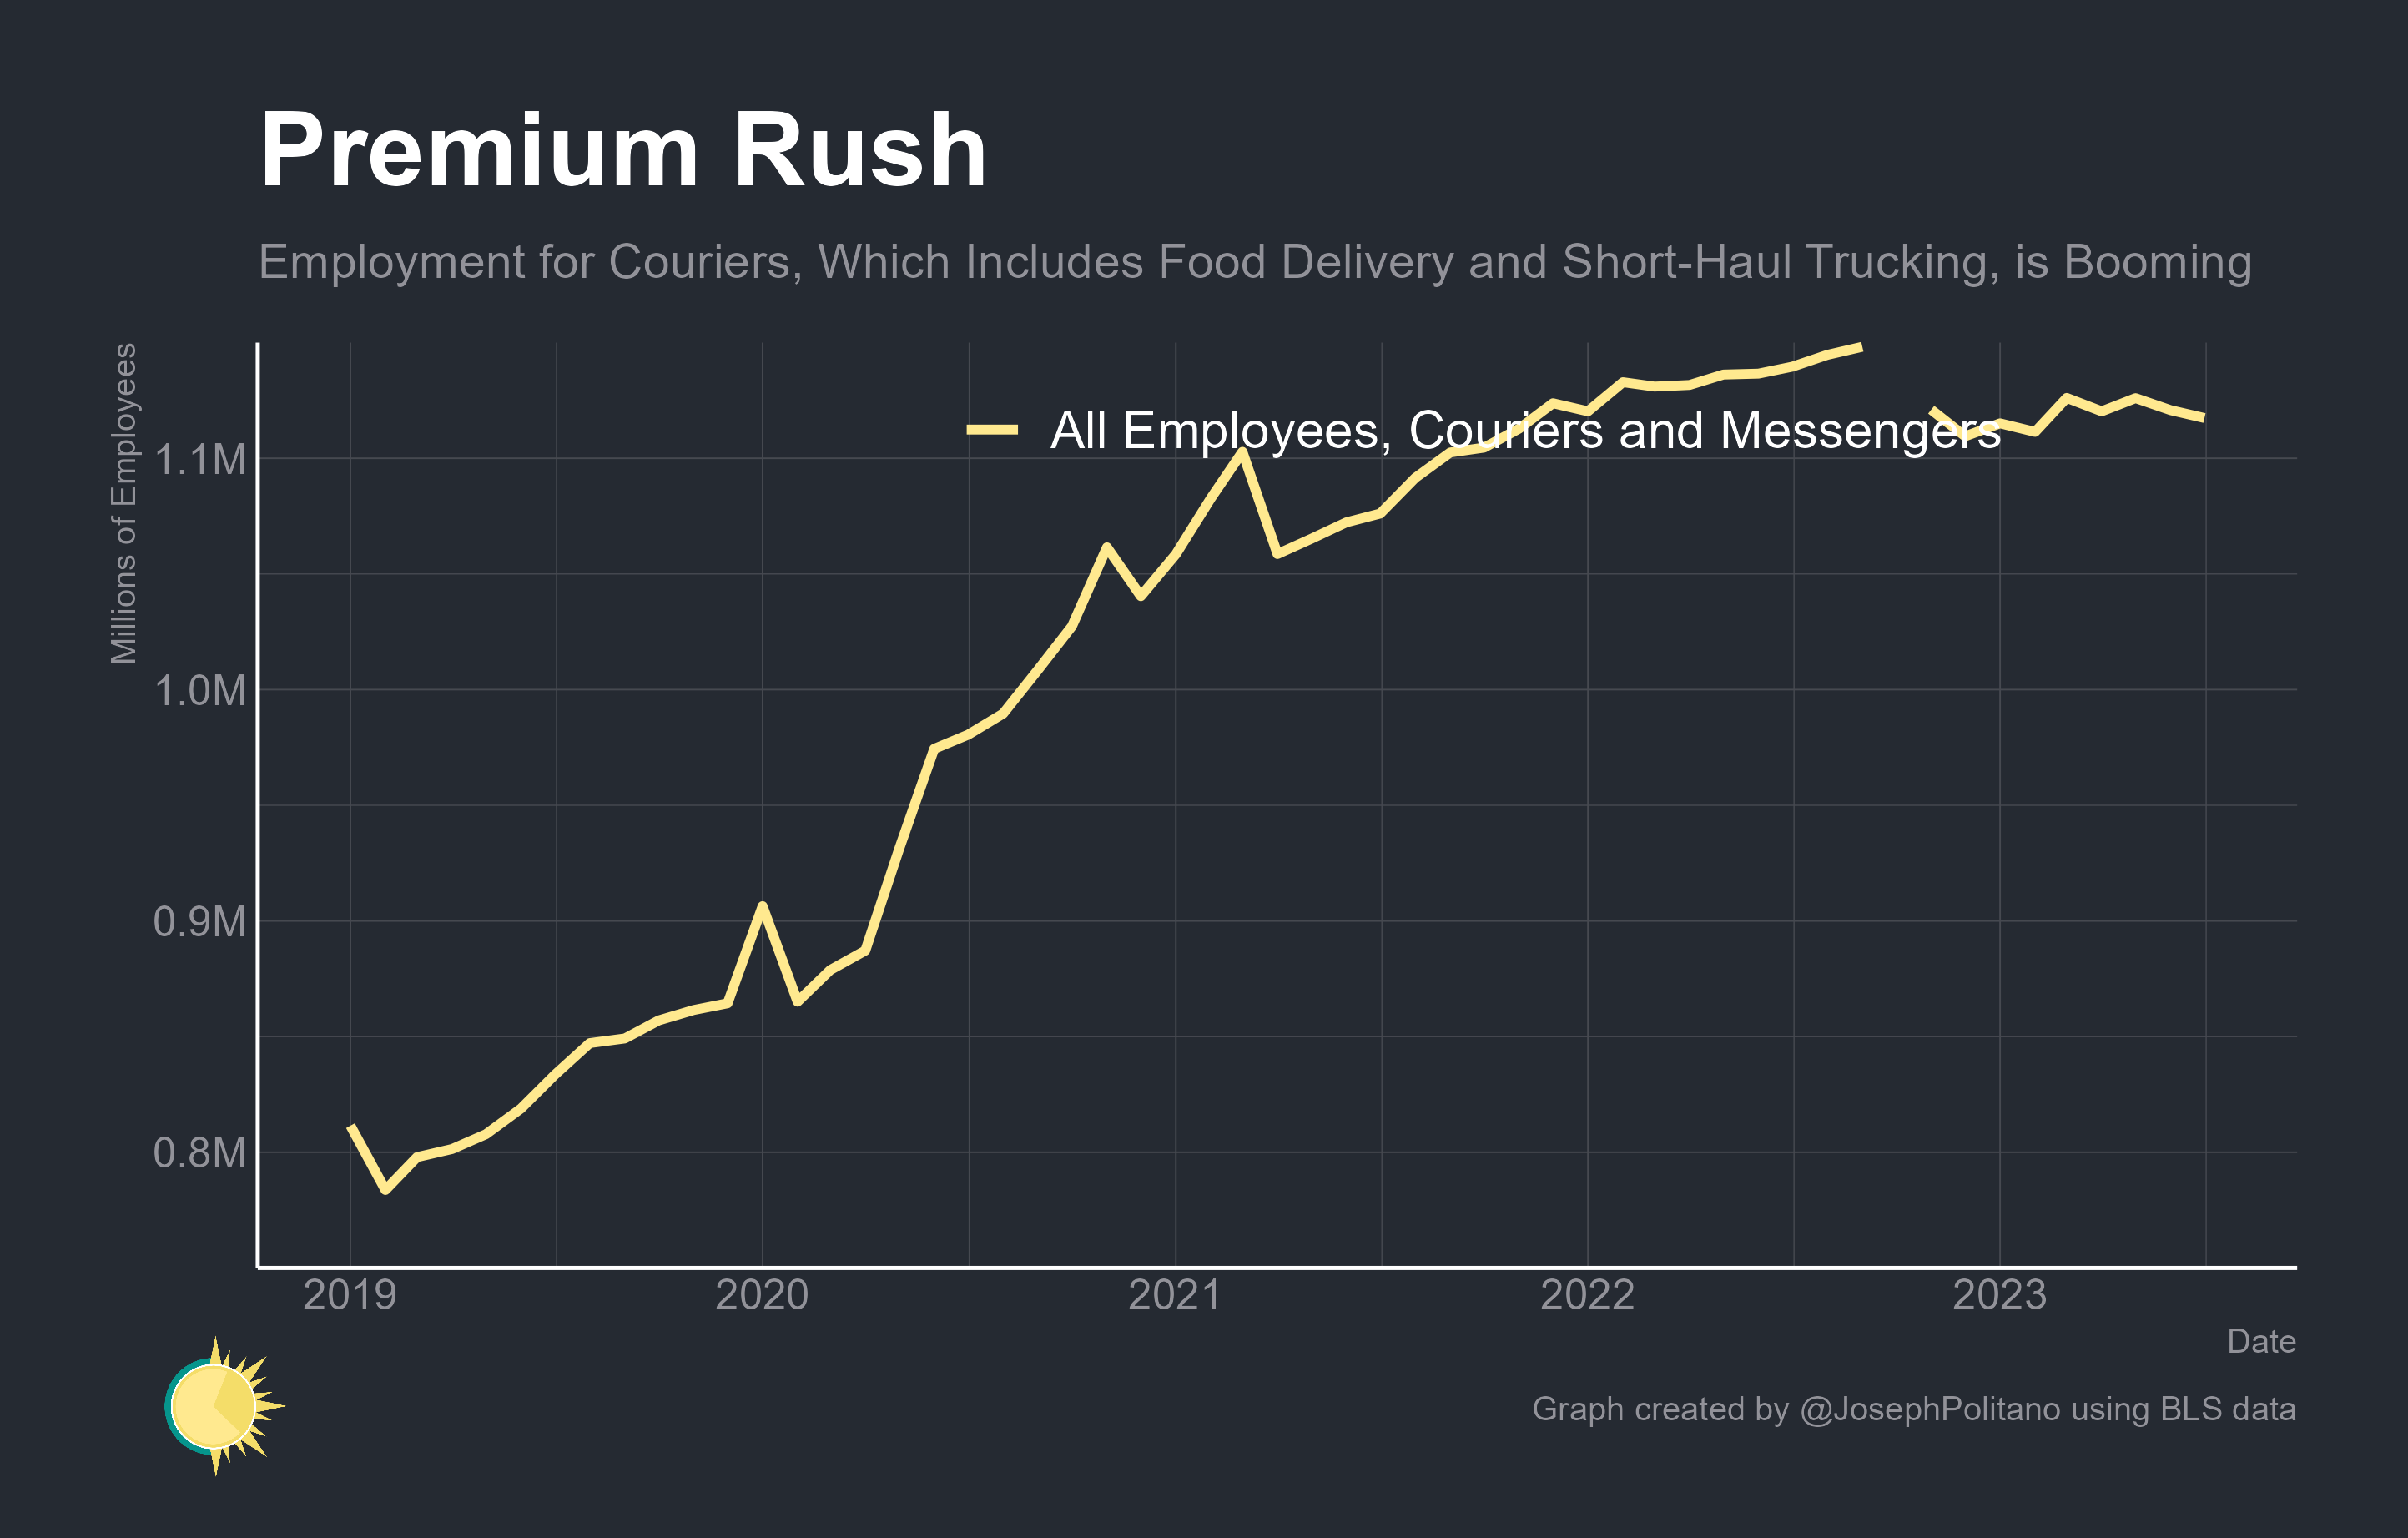 Premium Rush
Employment for Couriers, Which Includes Food Delivery and Short-Haul Trucking, is Booming
Millions of Employees
All Employees, Couriers and Messengers
1.1M
1.0M
0.9M
0.8M
2019 2020 2021 2022 2023
Date
Graph created by @JosephPolitano using BLS data